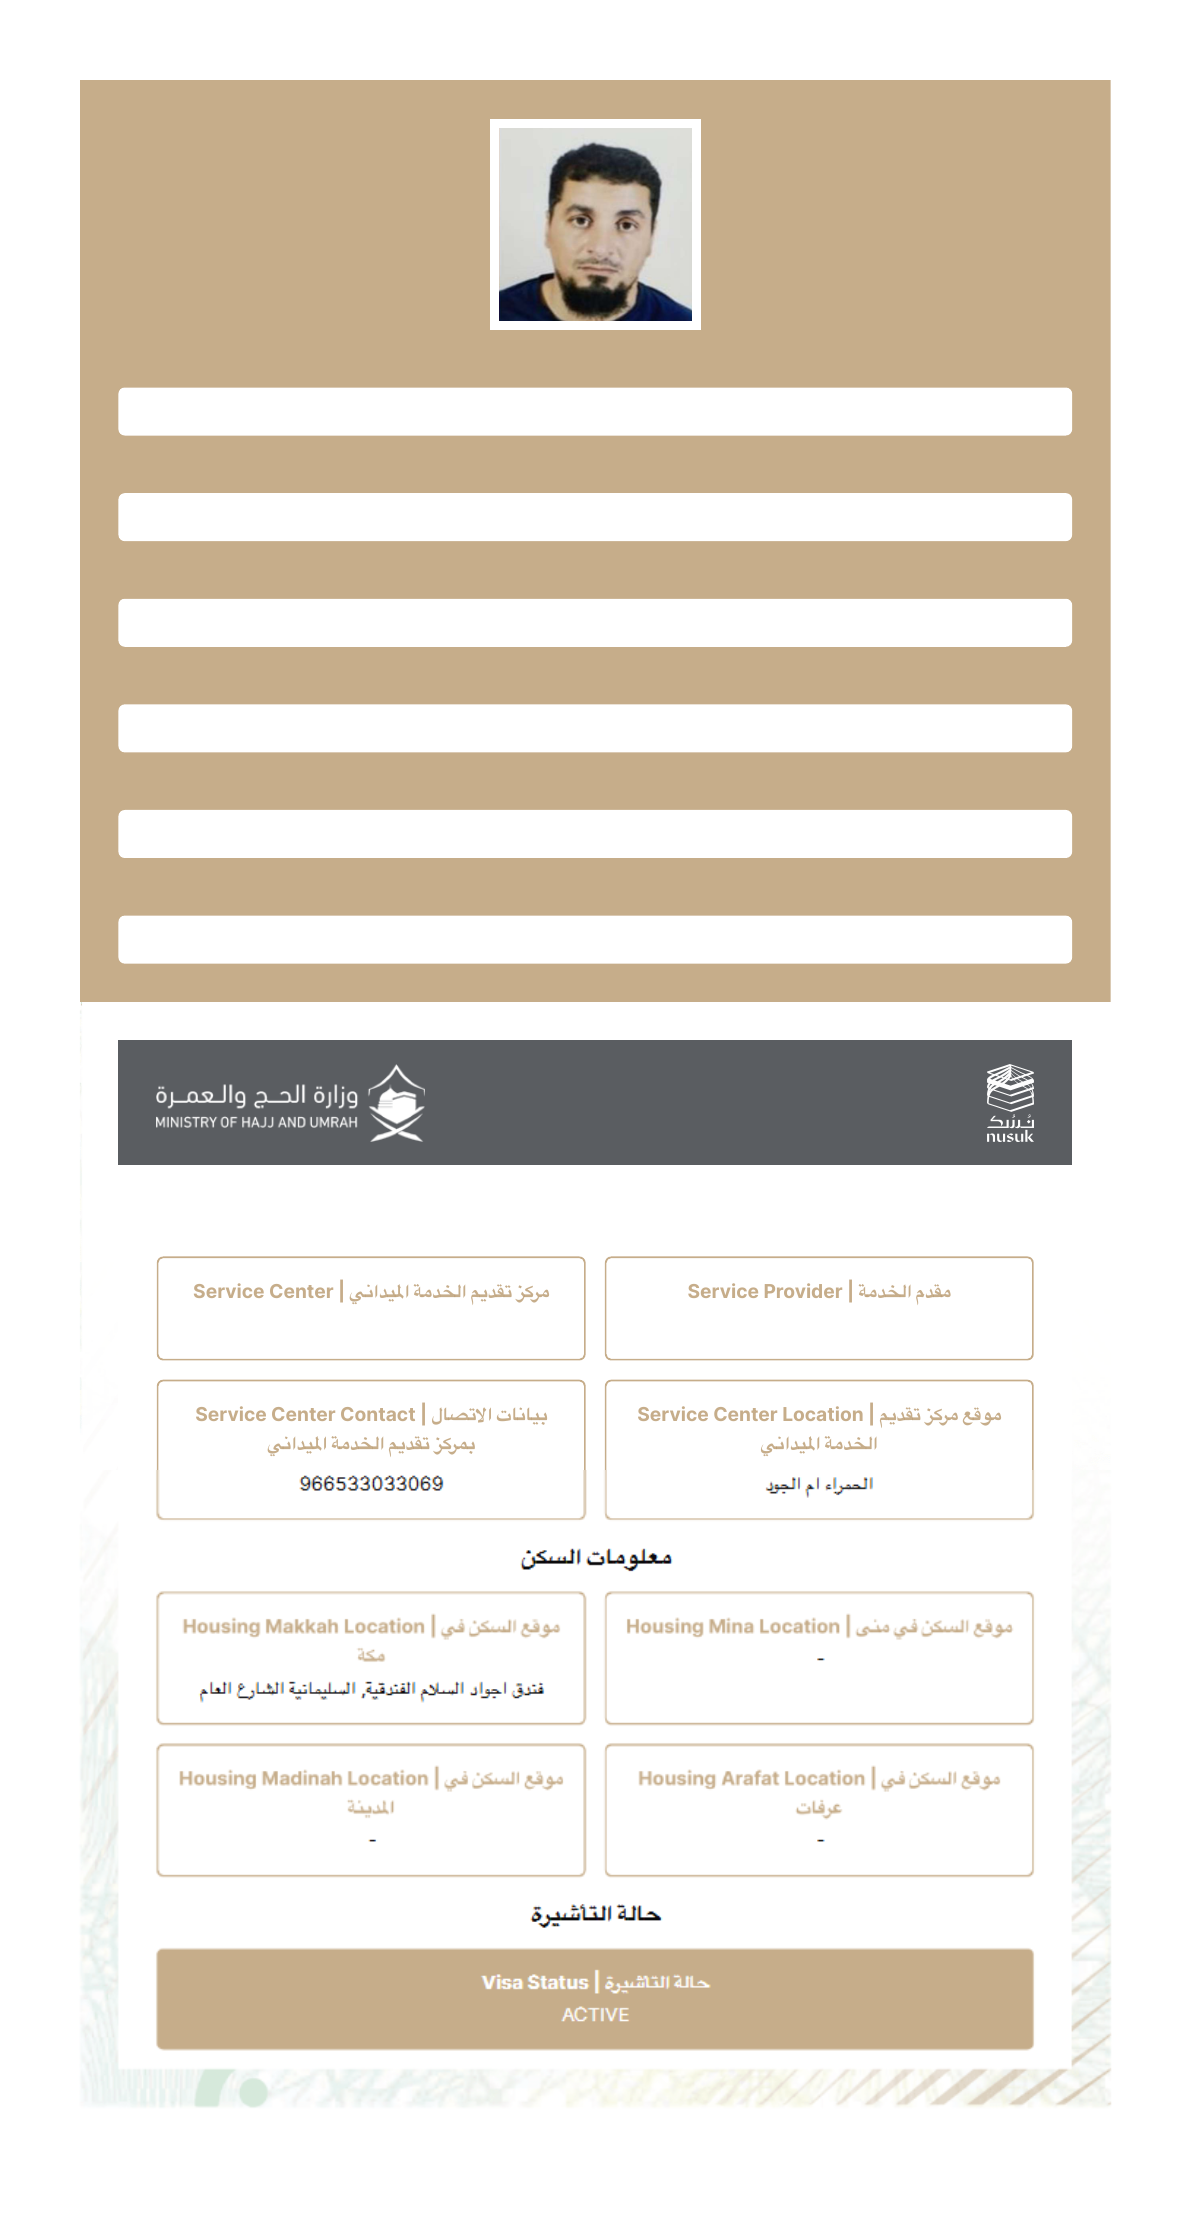 وزارة الحــج والـعمــرة
MINISTRY OF HAJJ AND UMRAH
نُسُك
nusuk
Service Provider | مقدم الخدمة
Service Center | مركز تقديم الخدمة الميداني
Service Center Location | موقع مركز تقديم
الخدمة الميداني
الحمراء ام الجود
Service Center Contact | بيانات الاتصال
بمركز تقديم الخدمة الميداني
966533033069
معلومات السكن
Housing Mina Location | موقع السكن في منى
-
Housing Makkah Location | موقع السكن في
مكة
فندق اجواد السلام الفندقية, السليمانية الشارع العام
Housing Arafat Location | موقع السكن في
عرفات
-
Housing Madinah Location | موقع السكن في
المدينة
-
حالة التأشيرة
Visa Status | حالة التاشيرة
ACTIVE